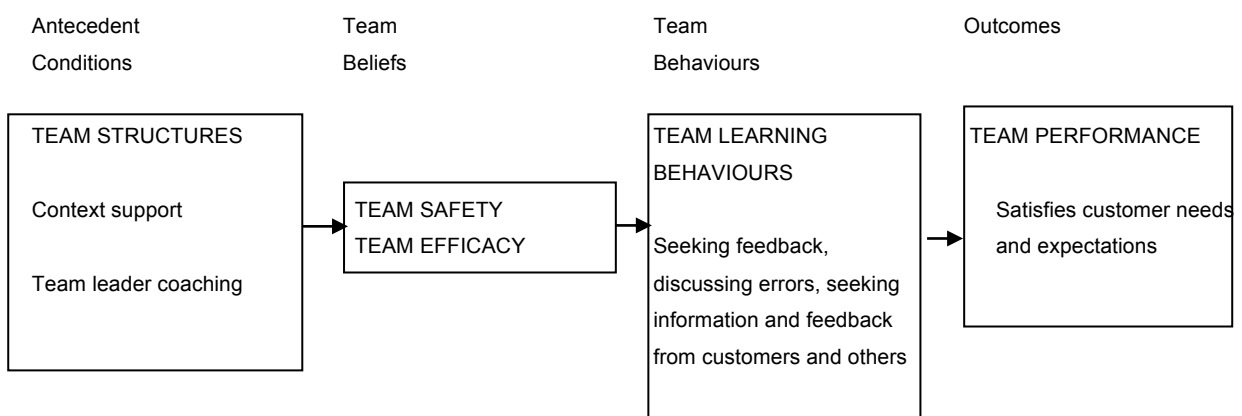 Antecedent
Conditions
Team
Beliefs
Team
Behaviours
Outcomes
TEAM STRUCTURES
Context support
Team leader coaching
TEAM SAFETY
TEAM EFFICACY
TEAM LEARNING
BEHAVIOURS
Seeking feedback,
discussing errors, seeking
information and feedback
from customers and others
TEAM PERFORMANCE
Satisfies customer needs
and expectations